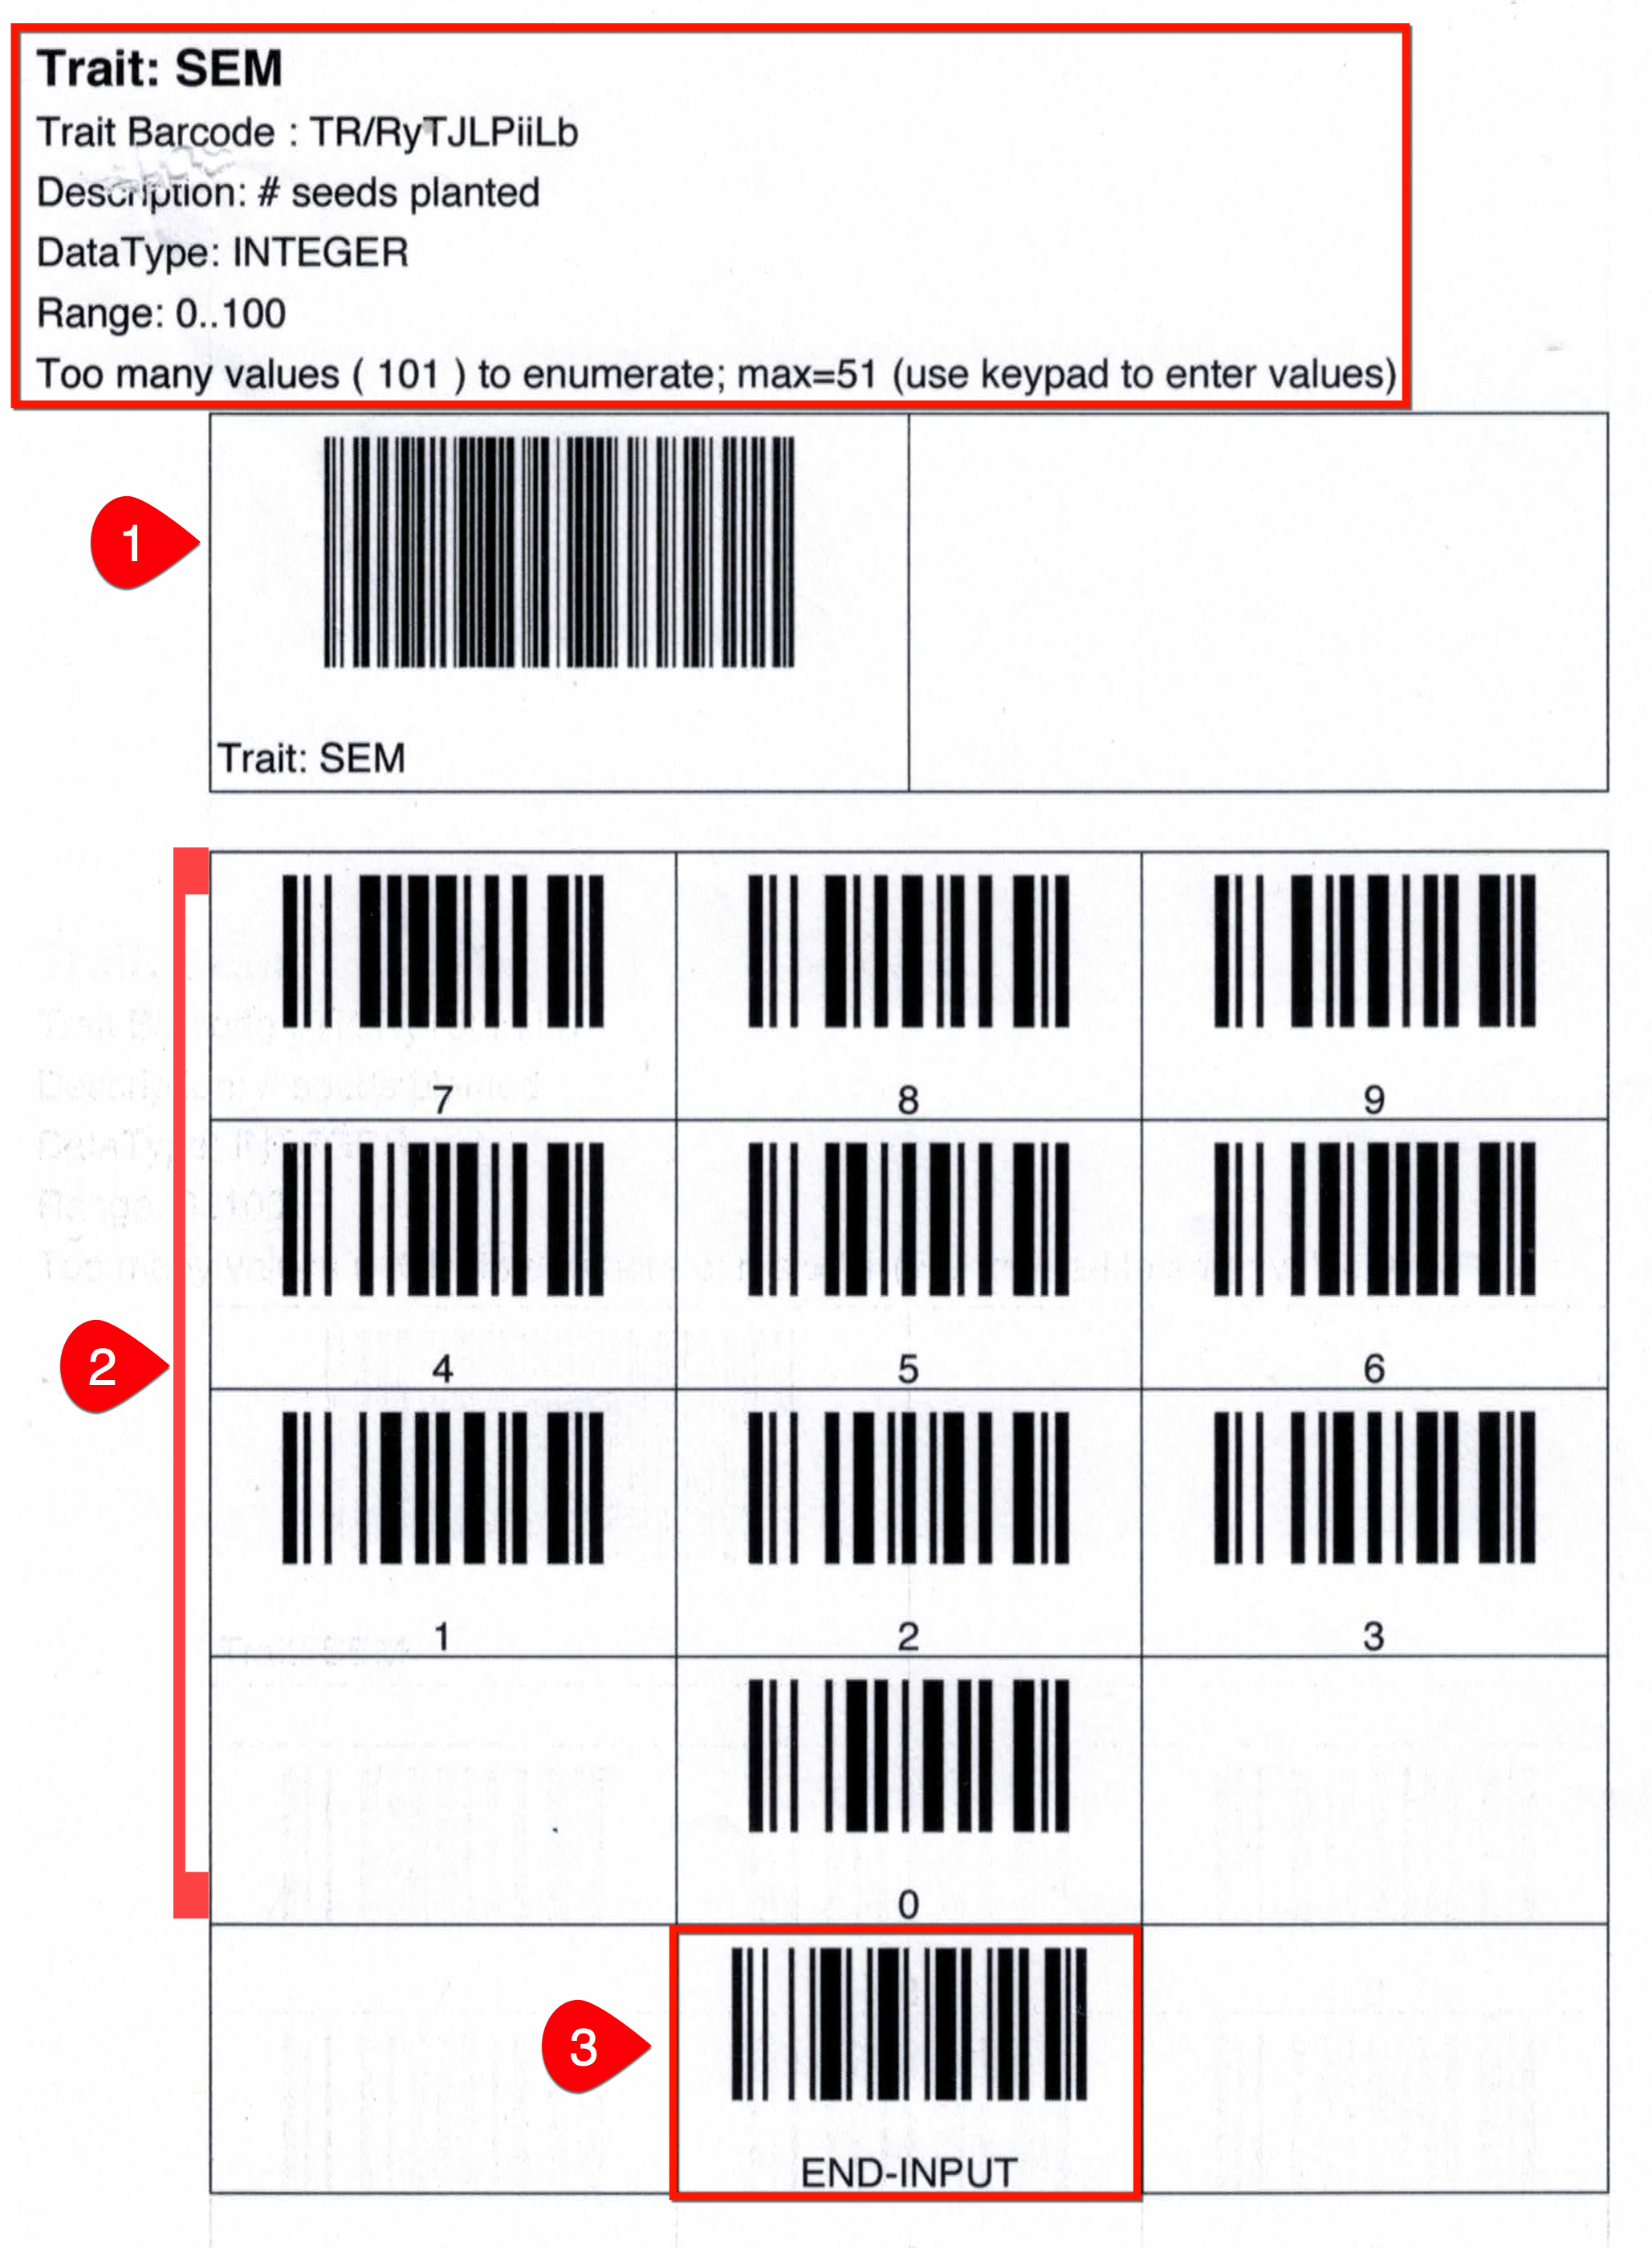 Trait: SEM
Trait Barcode : TR/RyTJLPiiLb
Description: # seeds planted
DataType: INTEGER
Range: 0..100
Too many values ( 101 ) to enumerate; max=51 (use keypad to enter values)
1
Trait: SEM
7 8 9
4 5 6
2
1 2 3
0
3
END-INPUT